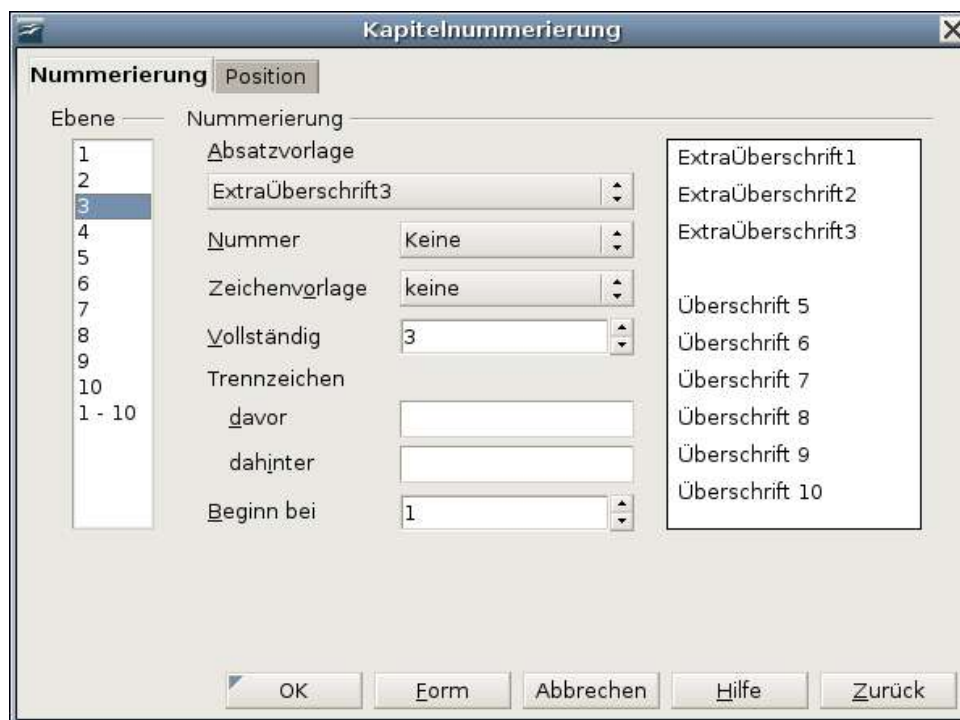 Kapitelnummerierung
Nummerierung Position
Ebene
1
2
3
4
5
6
7
8
9
10
1 - 10
Nummerierung
Absatzvorlage
ExtraÜberschrift3
Nummer Keine
Zeichenvorlage keine
Vollständig 3
Trennzeichen
davor
dahinter
Beginn bei 1
ExtraÜberschrift1
ExtraÜberschrift2
ExtraÜberschrift3
Überschrift 5
Überschrift 6
Überschrift 7
Überschrift 8
Überschrift 9
Überschrift 10
OK Form Abbrechen Hilfe Zurück